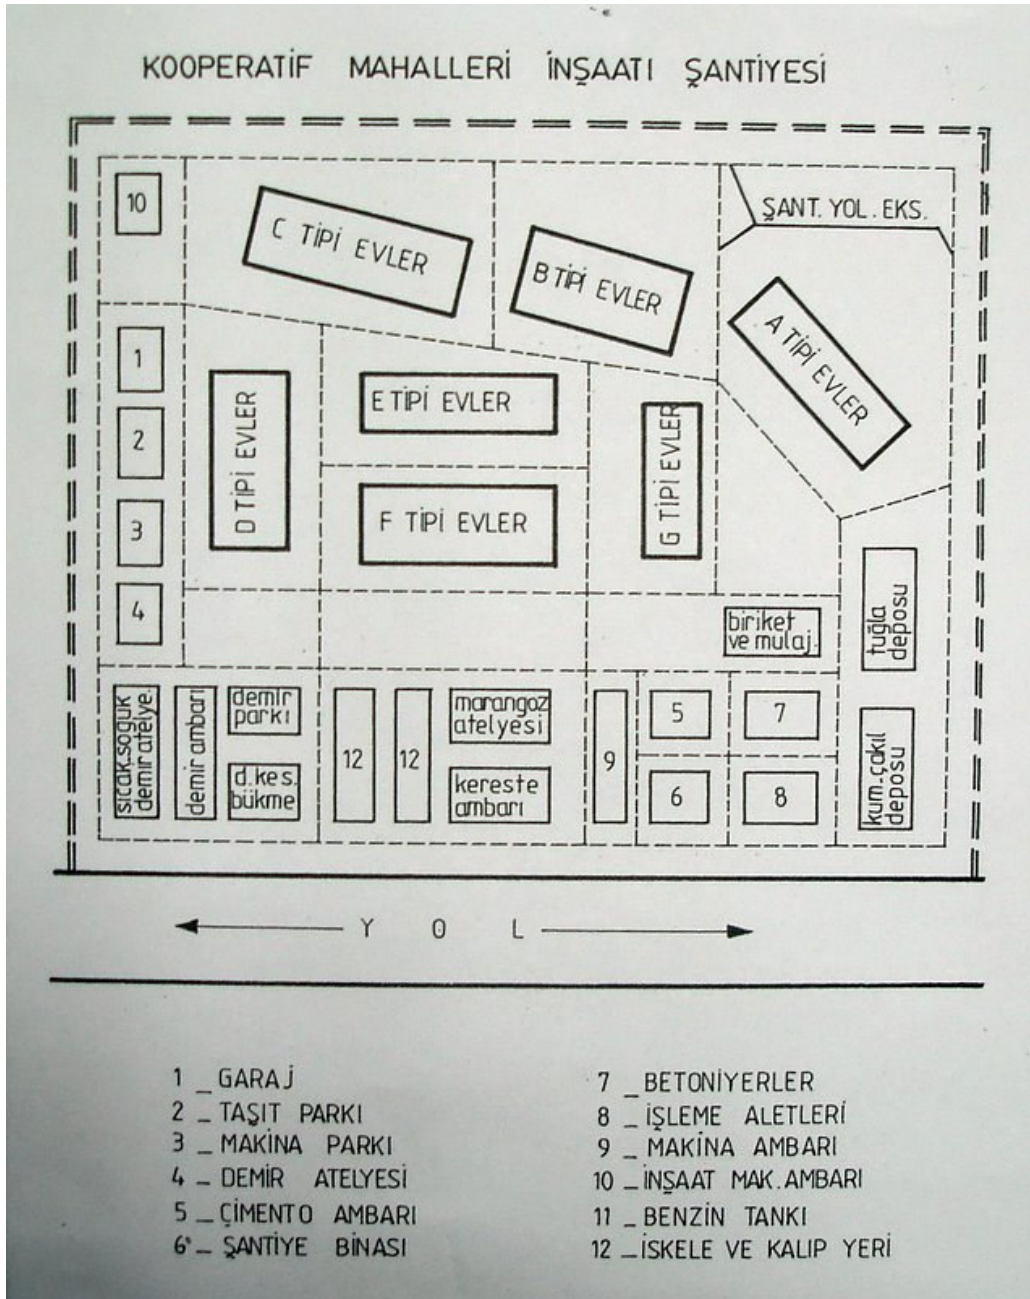 KOOPERATİF MAHALLERİ İNŞAATI ŞANTİYESİ
10
C TİPİ EVLER
B TİPİ EVLER
ŞANT. YOL. EKS.
A TİPİ EVLER
1
2
3
4
D TİPİ EVLER
E TİPİ EVLER
F TİPİ EVLER
G TİPİ EVLER
biriket
ve mulaj.
tuğla
deposu
sıcak.soğuk
demir atelye.
demir ambarı
demir
parkı
d.kes.
bükme
12
12
marangoz
atelyesi
kereste
ambarı
9
5
6
7
8
kum.çakıl
deposu
Y O L
1 _ GARAJ
2 _ TAŞIT PARKI
3 _ MAKİNA PARKI
4 _ DEMİR ATELYESİ
5 _ ÇİMENTO AMBARI
6 _ ŞANTİYE BİNASI
7 _ BETONİYERLER
8 _ İŞLEME ALETLERİ
9 _ MAKİNA AMBARI
10 _ İNŞAAT MAK. AMBARI
11 _ BENZİN TANKI
12 _ İSKELE VE KALIP YERİ